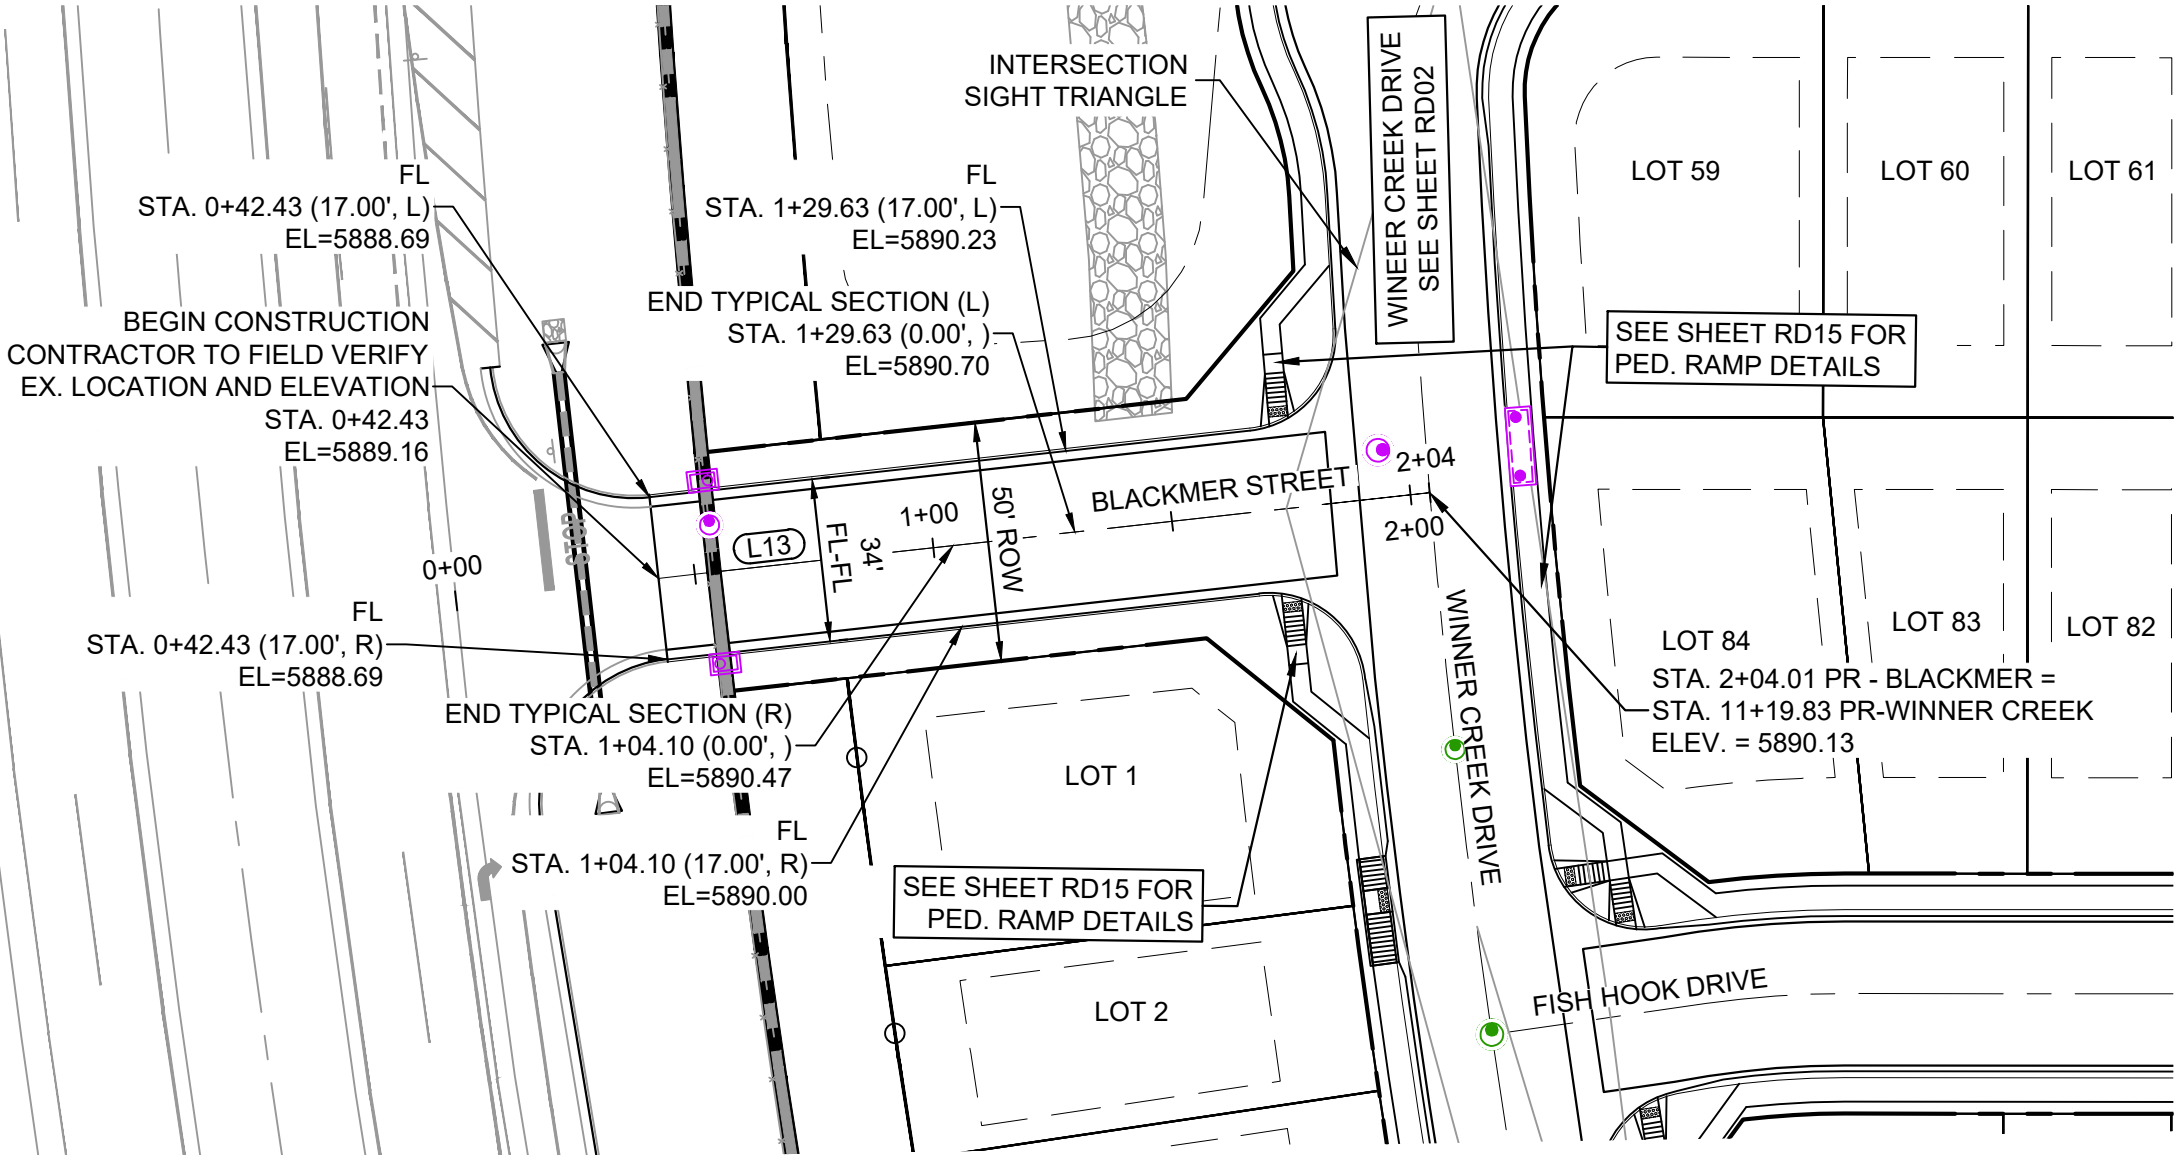 INTERSECTION
SIGHT TRIANGLE
WINEER CREEK DRIVE
SEE SHEET RD02
LOT 59
LOT 60
LOT 61
FL
STA. 0+42.43 (17.00', L)
EL=5888.69
FL
STA. 1+29.63 (17.00', L)
EL=5890.23
BEGIN CONSTRUCTION
CONTRACTOR TO FIELD VERIFY
EX. LOCATION AND ELEVATION
STA. 0+42.43
EL=5889.16
END TYPICAL SECTION (L)
STA. 1+29.63 (0.00', )
EL=5890.70
SEE SHEET RD15 FOR
PED. RAMP DETAILS
2+04
BLACKMER STREET
2+00
1+00
50' ROW
34'
FL-FL
L13
STOP
0+00
FL
STA. 0+42.43 (17.00', R)
EL=5888.69
WINNER CREEK DRIVE
LOT 84
LOT 83
LOT 82
STA. 2+04.01 PR - BLACKMER =
STA. 11+19.83 PR-WINNER CREEK
ELEV. = 5890.13
END TYPICAL SECTION (R)
STA. 1+04.10 (0.00', )
EL=5890.47
LOT 1
FL
STA. 1+04.10 (17.00', R)
EL=5890.00
SEE SHEET RD15 FOR
PED. RAMP DETAILS
LOT 2
FISH HOOK DRIVE